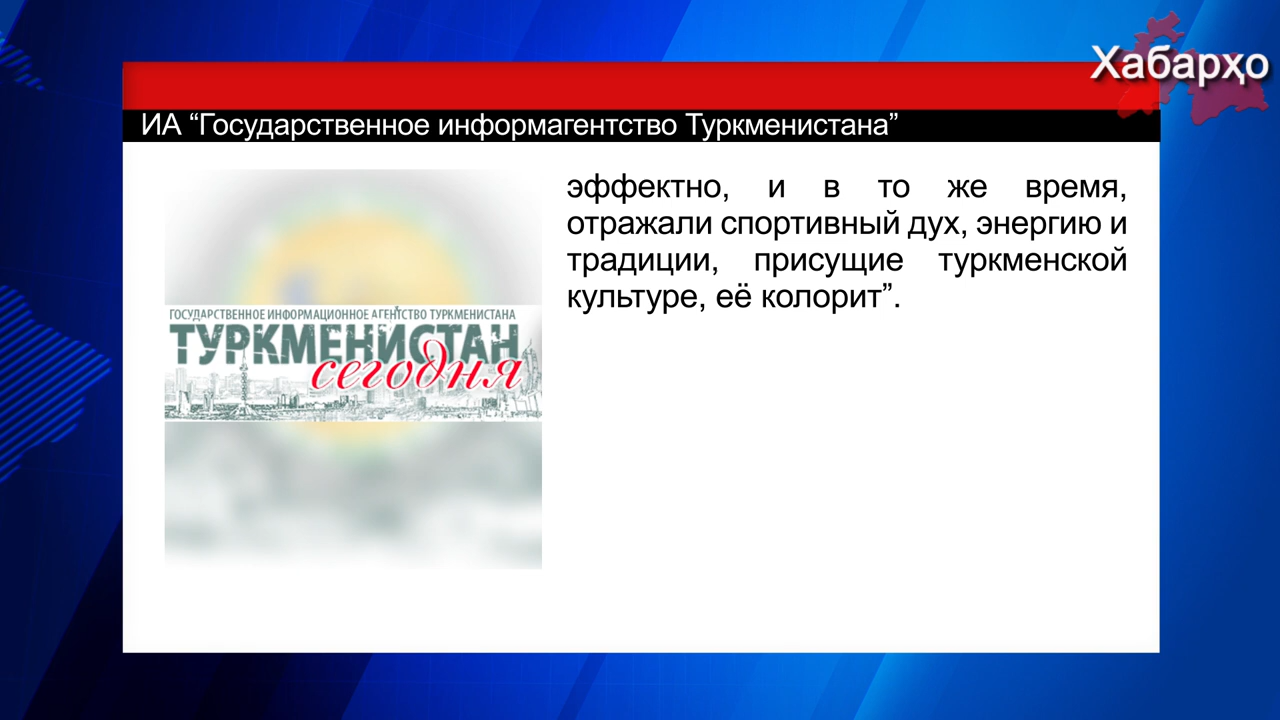 Хабарҳо
ИА “Государственное информагентство Туркменистана”
эффектно, и в то же время,
отражали спортивный дух, энергию и
традиции, присущие туркменской
культуре, её колорит”.
ГОСУДАРСТВЕННОЕ ИНФОРМАЦИОННОЕ АГЕНТСТВО ТУРКМЕНИСТАНА
ТУРКМЕНИСТАН
сегодня